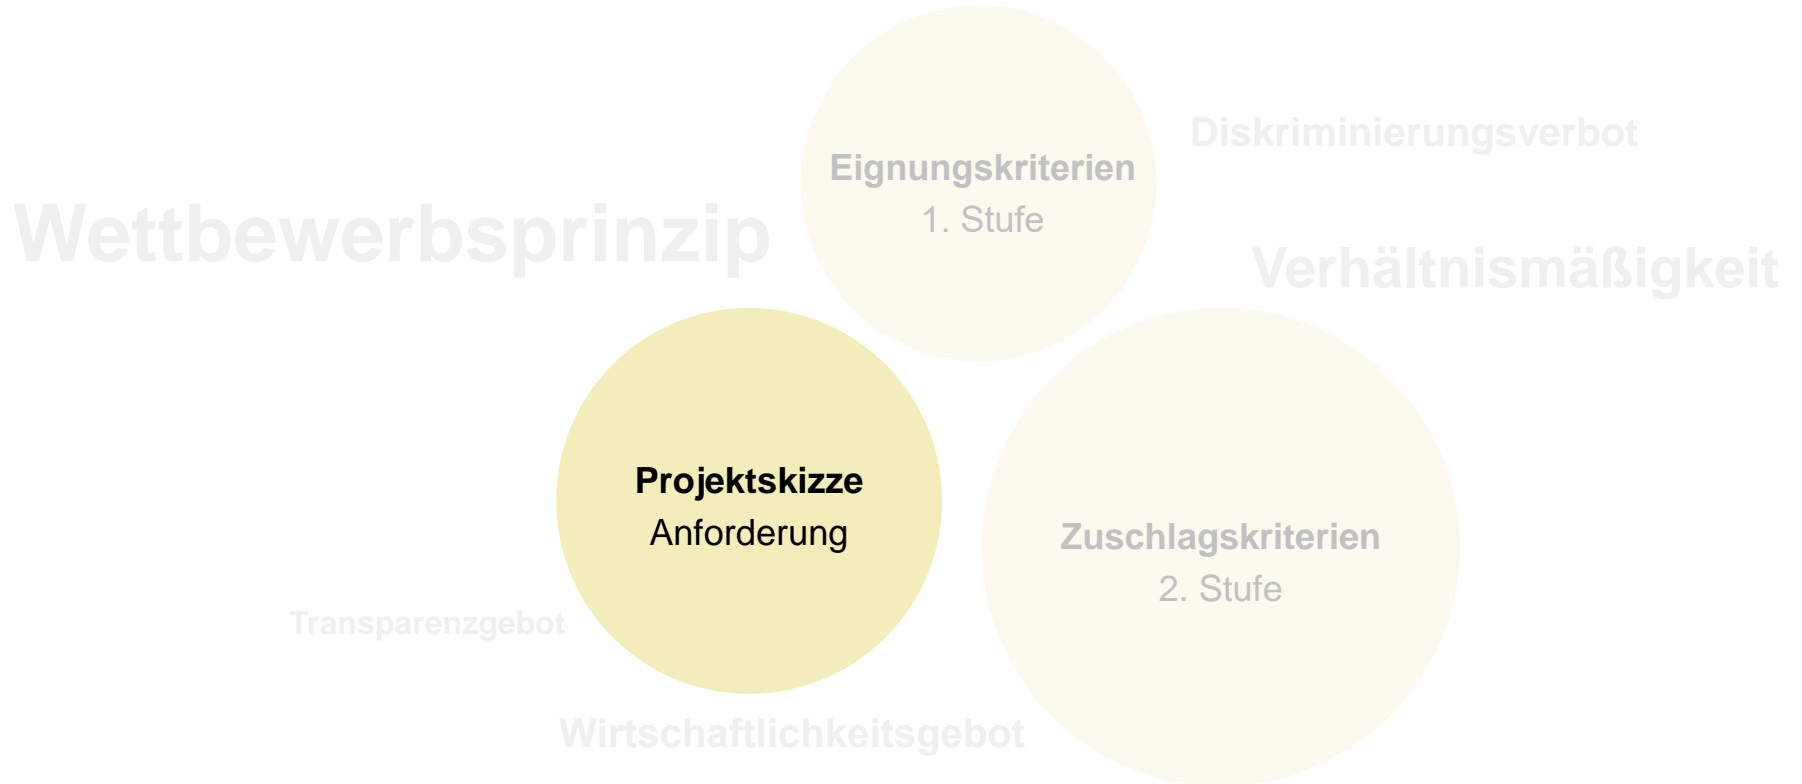 Diskriminierungsverbot
Eignungskriterien
1. Stufe
Wettbewerbsprinzip
Verhältnismäßigkeit
Projektskizze
Anforderung
Zuschlagskriterien
2. Stufe
Transparenzgebot
Wirtschaftlichkeitsgebot